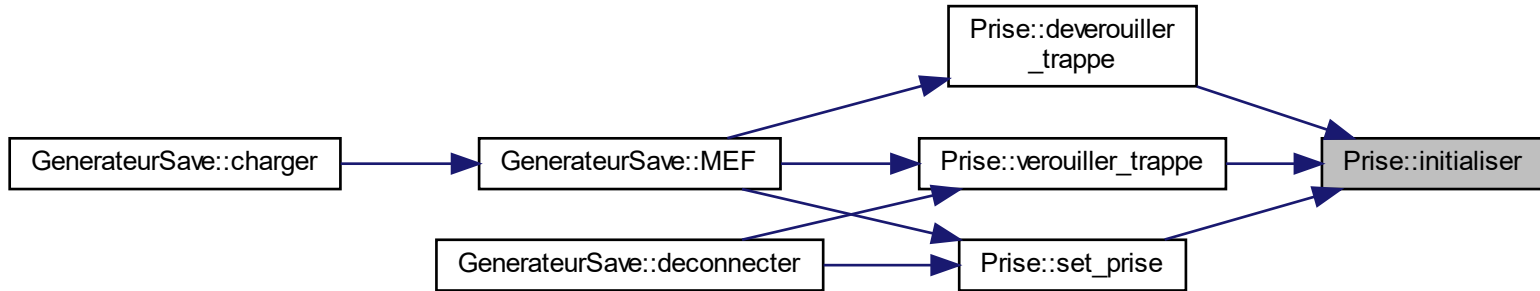 Prise::deverouiller
_trappe
GenerateurSave::charger
GenerateurSave::MEF
Prise::verouiller_trappe
Prise::initialiser
GenerateurSave::deconnecter
Prise::set_prise